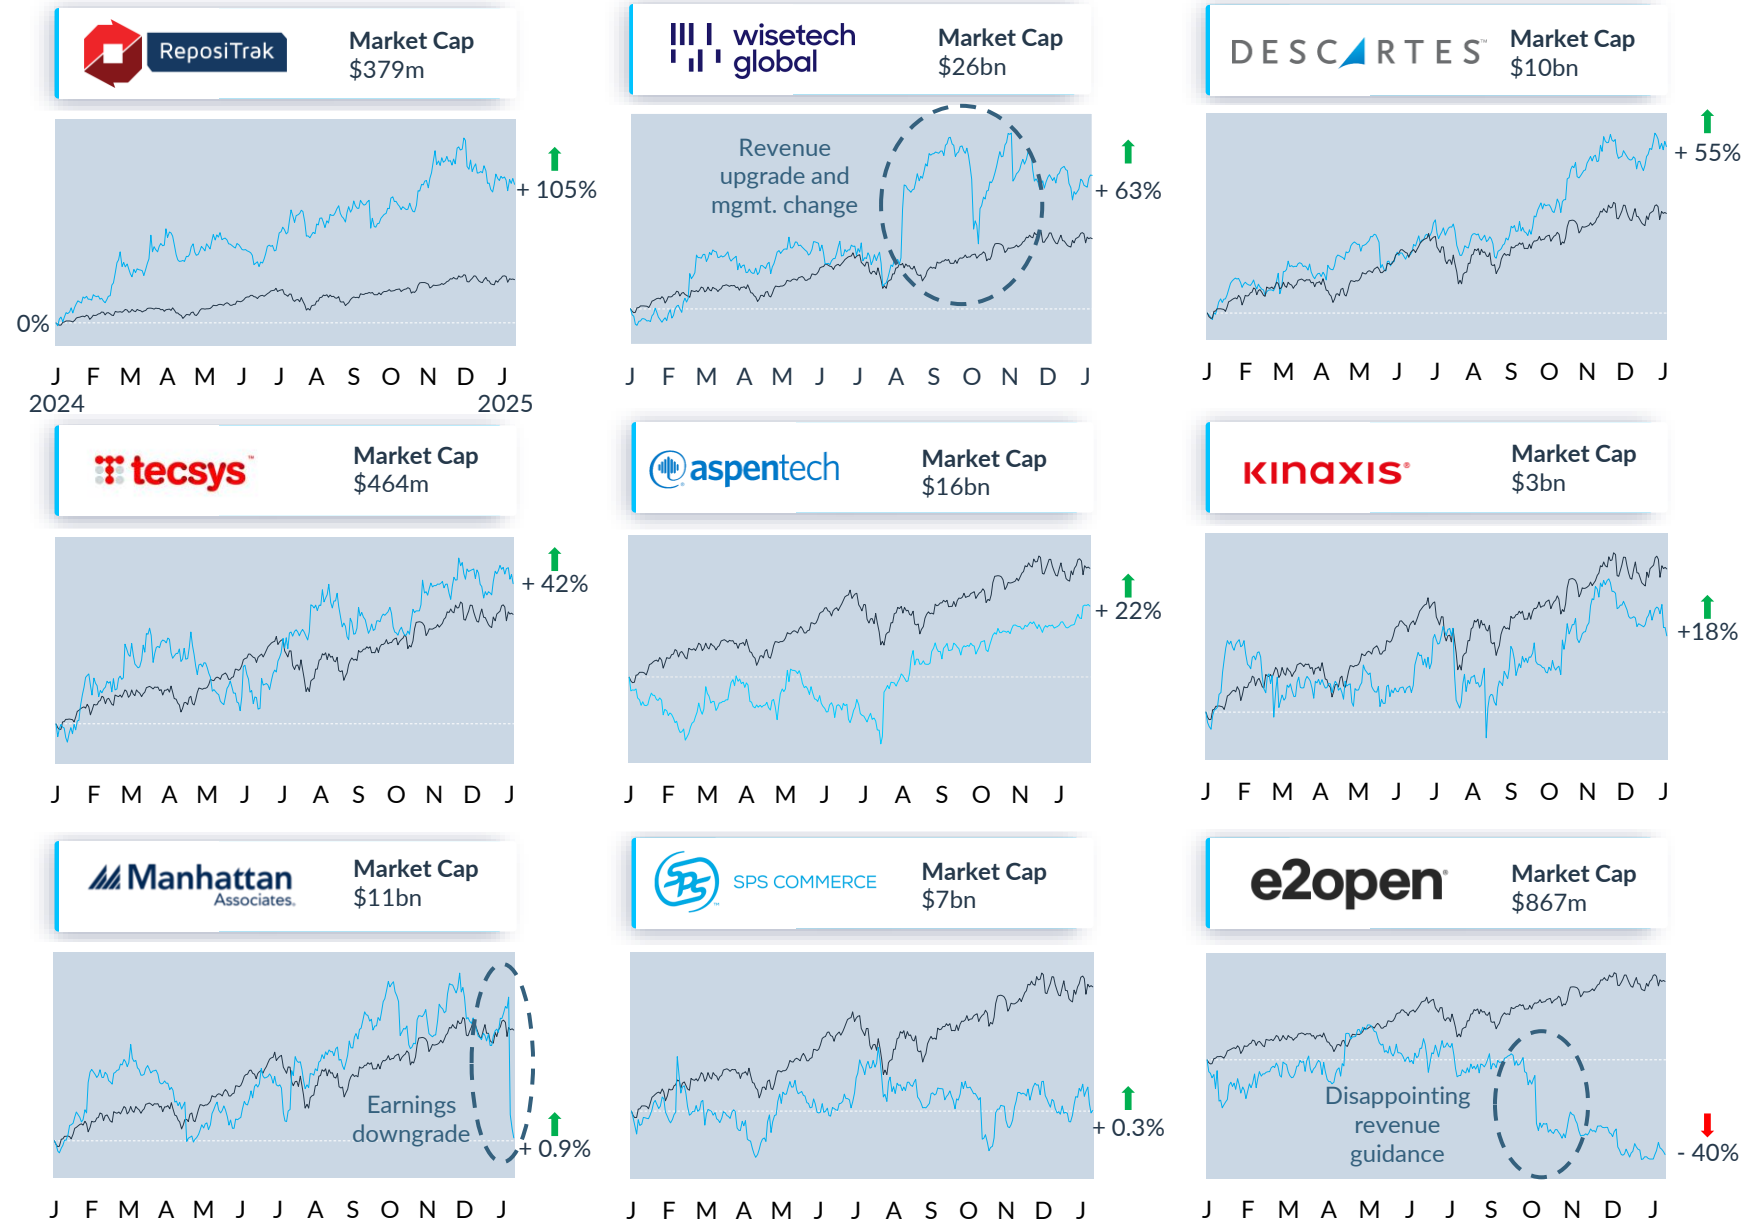 ReposiTrak
Market Cap
$379m
wisetech
global
Market Cap
$26bn
DESCARTES™
Market Cap
$10bn
Revenue
upgrade and
mgmt. change
+ 105%
+ 63%
+ 55%
0%
J F M A M J J A S O N D J
2024 2025
J F M A M J J A S O N D J
J F M A M J J A S O N D J
tecsys™
Market Cap
$464m
aspentech
Market Cap
$16bn
KINAXIS®
Market Cap
$3bn
+ 42%
+ 22%
+18%
J F M A M J J A S O N D J
J F M A M J J A S O N J
J F M A M J J A S O N D J
Manhattan
Associates.
Market Cap
$11bn
SPS
SPS COMMERCE
Market Cap
$7bn
e2open®
Market Cap
$867m
Earnings
downgrade
+ 0.9%
+ 0.3%
Disappointing
revenue
guidance
- 40%
J F M A M J J A S O N D J
J F M A M J J A S O N D J
J F M A M J J A S O N D J